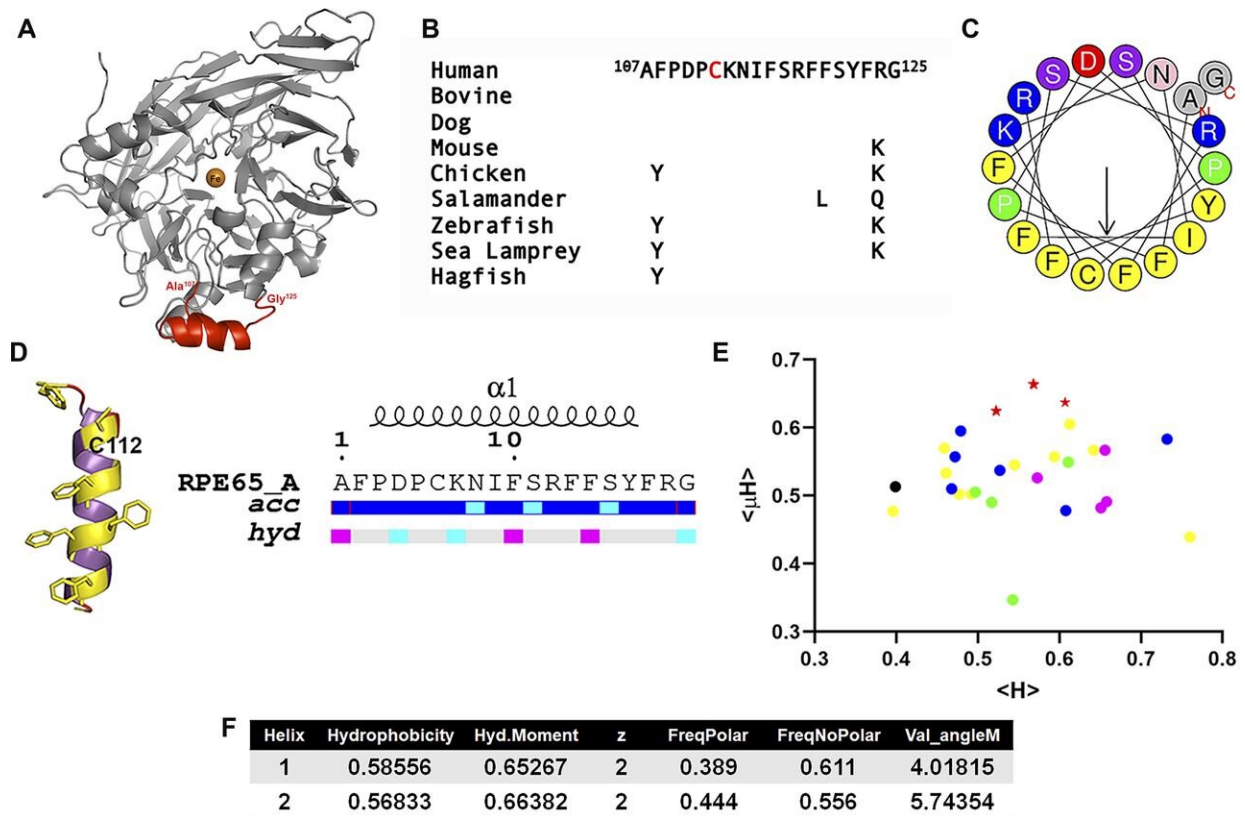 A
Fe
Ala¹⁰⁷
Gly¹²⁵
B
Human ¹⁰⁷AFPDPCKNIFSRFFSYFRG¹²⁵
Bovine
Dog
Mouse K
Chicken Y K
Salamander L Q
Zebrafish Y K
Sea Lamprey Y K
Hagfish Y
C
S D S N G
C
R A
N
K R
F P
P Y
F I
F C F F
D
C112
α1
1 10
RPE65_A AFPDPCKNIFSRFFSYFRG
acc
hyd
E
<μH>
0.7
0.6
0.5
0.4
0.3
0.3 0.4 0.5 0.6 0.7 0.8
<H>
F
Helix Hydrophobicity Hyd.Moment z FreqPolar FreqNoPolar Val_angleM
1 0.58556 0.65267 2 0.389 0.611 4.01815
2 0.56833 0.66382 2 0.444 0.556 5.74354